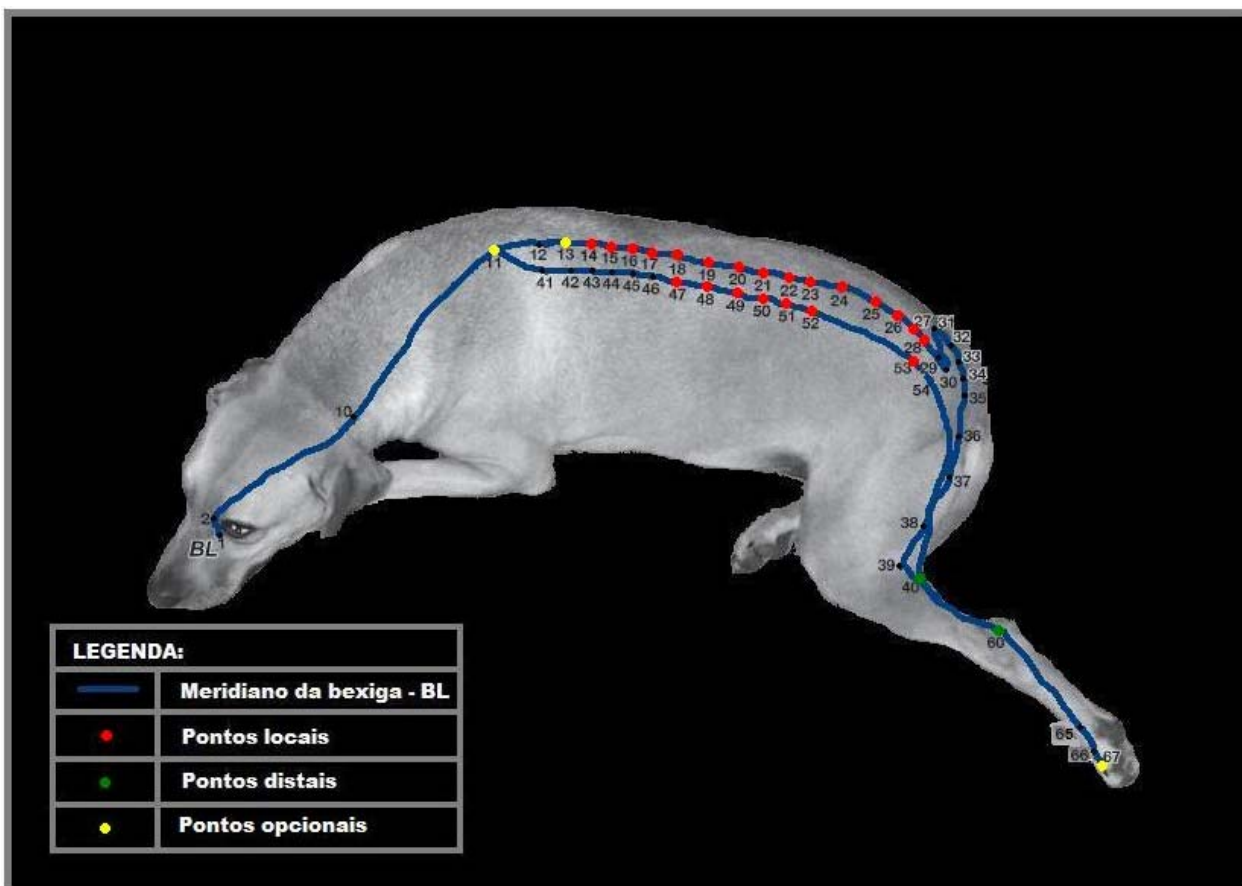 12 13 14 15 16 17 18 19 20 21 22 23 24 25 26 27 31
11
41 42 43 44 45 46 47 48 49 50 51 52
28 32
53 29 30 33
54 34
35
10
36
37
2
38
BL 1
39
40
60
65
66 67
LEGENDA:
Meridiano da bexiga - BL
Pontos locais
Pontos distais
Pontos opcionais